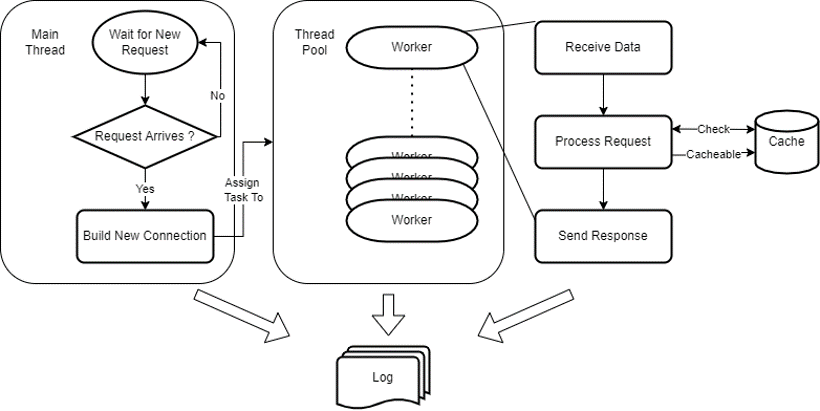 Main
Thread
Wait for New
Request
No
Request Arrives ?
Yes
Build New Connection
Assign
Task To
Thread
Pool
Worker
Worker
Worker
Worker
Worker
Receive Data
Process Request
Check
Cacheable
Cache
Send Response
Log